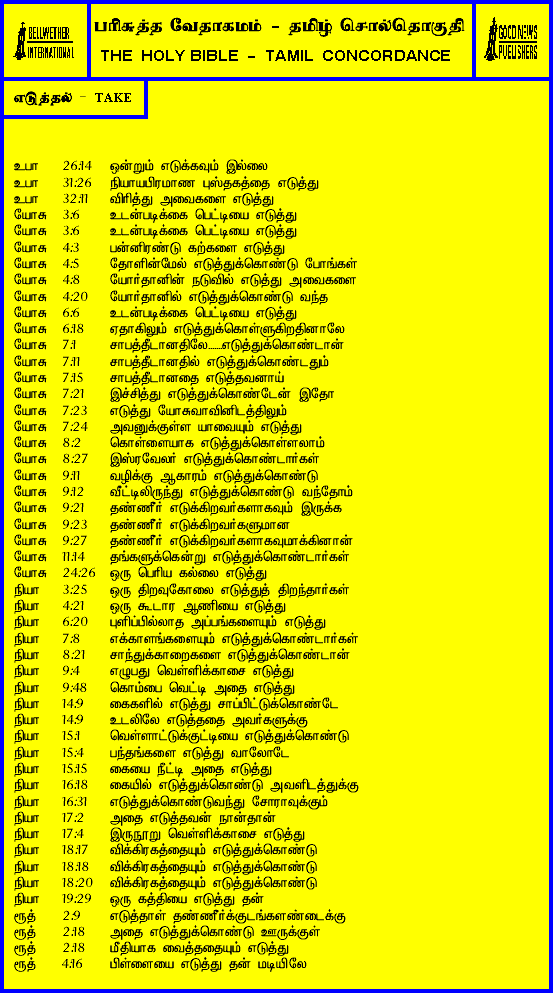 BELLWETHER
INTERNATIONAL
பரிசுத்த வேதாகமம் - தமிழ் சொல்தொகுதி
THE HOLY BIBLE - TAMIL CONCORDANCE
GOOD NEWS
PUBLISHERS
எடுத்தல் - TAKE
உபா 26:14 ஒன்றும் எடுக்கவும் இல்லை
உபா 31:26 நியாயபிரமாண புஸ்தகத்தை எடுத்து
உபா 32:11 விரித்து அவைகளை எடுத்து
யோசு 3:6 உடன்படிக்கை பெட்டியை எடுத்து
யோசு 3:6 உடன்படிக்கை பெட்டியை எடுத்து
யோசு 4:3 பன்னிரண்டு கற்களை எடுத்து
யோசு 4:5 தோளின்மேல் எடுத்துக்கொண்டு போங்கள்
யோசு 4:8 யோர்தானின் நடுவில் எடுத்து அவைகளை
யோசு 4:20 யோர்தானில் எடுத்துக்கொண்டு வந்த
யோசு 6:6 உடன்படிக்கை பெட்டியை எடுத்து
யோசு 6:18 ஏதாகிலும் எடுத்துக்கொள்ளுகிறதினாலே
யோசு 7:1 சாபத்தீடானதிலே......எடுத்துக்கொண்டான்
யோசு 7:11 சாபத்தீடானதில் எடுத்துக்கொண்டதும்
யோசு 7:15 சாபத்தீடானதை எடுத்தவனாய்
யோசு 7:21 இச்சித்து எடுத்துக்கொண்டேன் இதோ
யோசு 7:23 எடுத்து யோசுவாவினிடத்திலும்
யோசு 7:24 அவனுக்குள்ள யாவையும் எடுத்து
யோசு 8:2 கொள்ளையாக எடுத்துக்கொள்ளலாம்
யோசு 8:27 இஸ்ரவேலர் எடுத்துக்கொண்டார்கள்
யோசு 9:11 வழிக்கு ஆகாரம் எடுத்துக்கொண்டு
யோசு 9:12 வீட்டிலிருந்து எடுத்துக்கொண்டு வந்தோம்
யோசு 9:21 தண்ணீர் எடுக்கிறவர்களாகவும் இருக்க
யோசு 9:23 தண்ணீர் எடுக்கிறவர்களுமான
யோசு 9:27 தண்ணீர் எடுக்கிறவர்களாகவுமாக்கினான்
யோசு 11:14 தங்களுக்கென்று எடுத்துக்கொண்டார்கள்
யோசு 24:26 ஒரு பெரிய கல்லை எடுத்து
நியா 3:25 ஒரு திறவுகோலை எடுத்துத் திறந்தார்கள்
நியா 4:21 ஒரு கூடார ஆணியை எடுத்து
நியா 6:20 புளிப்பில்லாத அப்பங்களையும் எடுத்து
நியா 7:8 எக்காளங்களையும் எடுத்துக்கொண்டார்கள்
நியா 8:21 சாந்துக்காறைகளை எடுத்துக்கொண்டான்
நியா 9:4 எழுபது வெள்ளிக்காசை எடுத்து
நியா 9:48 கொம்பை வெட்டி அதை எடுத்து
நியா 14:9 கைகளில் எடுத்து சாப்பிட்டுக்கொண்டே
நியா 14:9 உடலிலே எடுத்ததை அவர்களுக்கு
நியா 15:1 வெள்ளாட்டுக்குட்டியை எடுத்துக்கொண்டு
நியா 15:4 பந்தங்களை எடுத்து வாலோடே
நியா 15:15 கையை நீட்டி அதை எடுத்து
நியா 16:18 கையில் எடுத்துக்கொண்டு அவளிடத்துக்கு
நியா 16:31 எடுத்துக்கொண்டுவந்து சோராவுக்கும்
நியா 17:2 அதை எடுத்தவன் நான்தான்
நியா 17:4 இருநூறு வெள்ளிக்காசை எடுத்து
நியா 18:17 விக்கிரகத்தையும் எடுத்துக்கொண்டு
நியா 18:18 விக்கிரகத்தையும் எடுத்துக்கொண்டு
நியா 18:20 விக்கிரகத்தையும் எடுத்துக்கொண்டு
நியா 19:29 ஒரு கத்தியை எடுத்து தன்
ரூத் 2:9 எடுத்தாள் தண்ணீர்க்குடங்களண்டைக்கு
ரூத் 2:18 அதை எடுத்துக்கொண்டு ஊருக்குள்
ரூத் 2:18 மீதியாக வைத்ததையும் எடுத்து
ரூத் 4:16 பிள்ளையை எடுத்து தன் மடியிலே